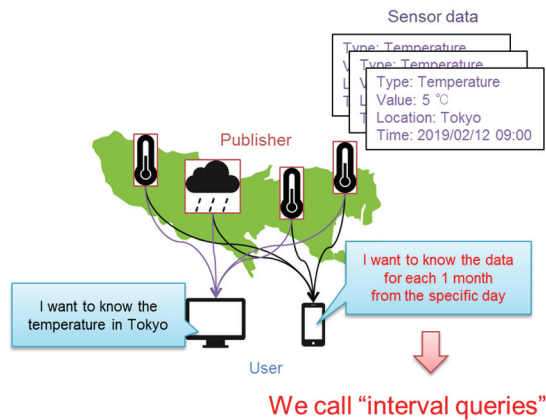 Sensor data
Type: Temperature
Type: Temperature
Value: 5 ℃
Location: Tokyo
Time: 2019/02/12 09:00
Publisher
I want to know the data
for each 1 month
from the specific day
I want to know the
temperature in Tokyo
User
We call “interval queries”